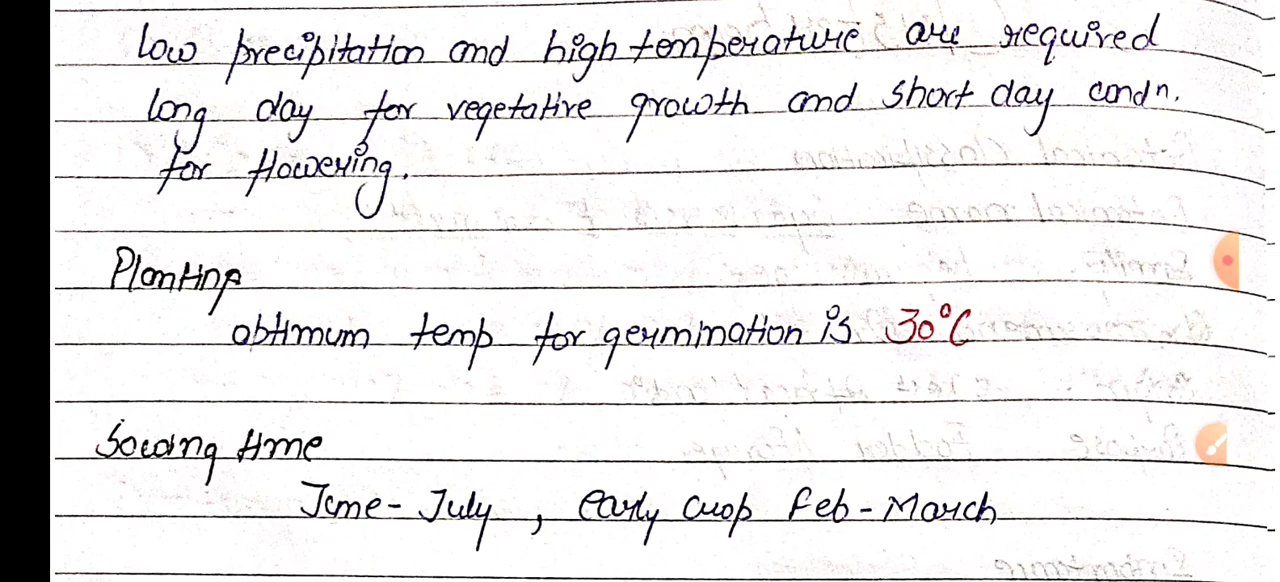 low precipitation and high temperature are required
long day for vegetative growth and short day condn.
for flowering.
Planting
obtimum temp for germination is 30°C
Sowing time
June - July, early crop Feb - March